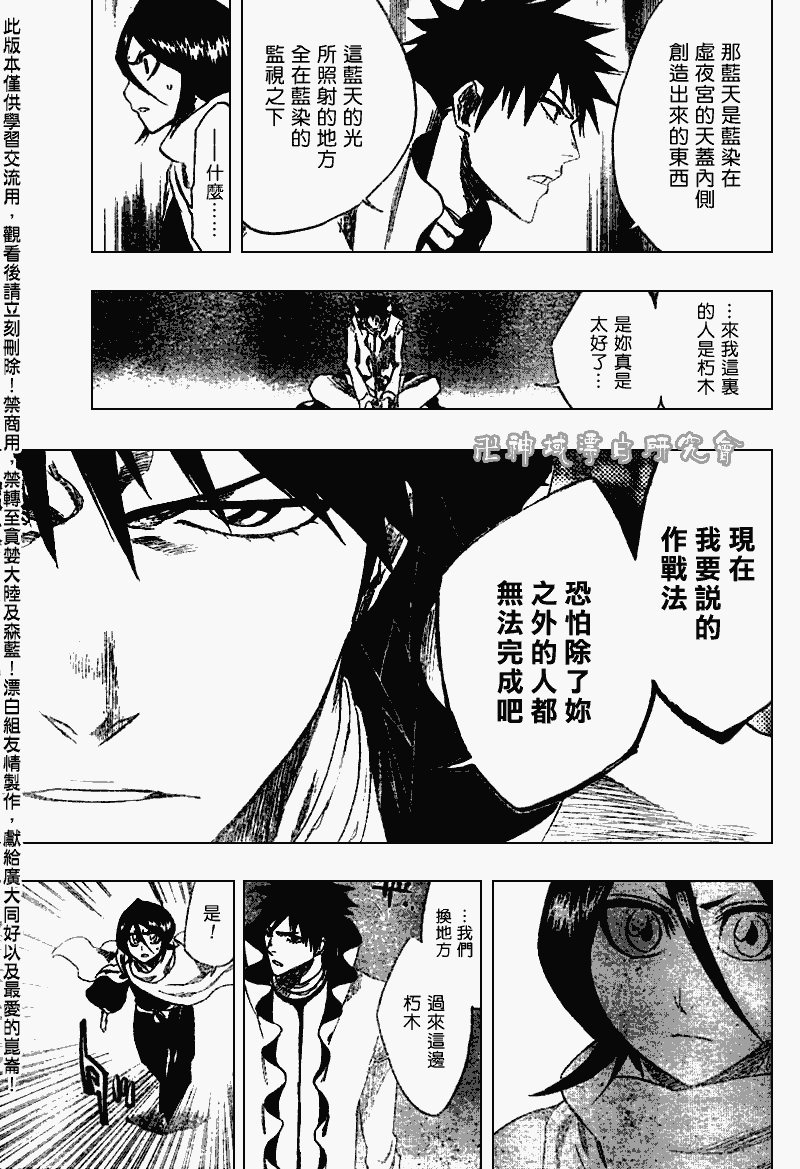 那藍天是藍染在
虛夜宮的天蓋內側
創造出來的東西
這藍天的光
所照射的地方
全在藍染的
監視之下
——什麼……
…來我這裏
的人是朽木
是妳真是
太好了…
卍神域漂白研究會
現在
我要説的
作戰法
恐怕除了妳
之外的人都
無法完成吧
…我們
換地方
過來這邊
朽木
是！
此版本僅供學習交流用，觀看後請立刻刪除！禁商用，禁轉至貪婪大陸及森藍！漂白組友情製作，獻給廣大同好以及最愛的崑崙！